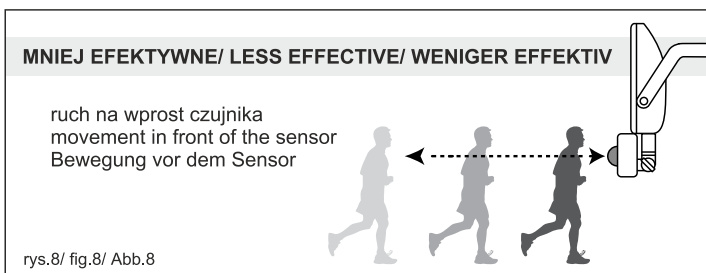 MNIEJ EFEKTYWNE/ LESS EFFECTIVE/ WENIGER EFFEKTIV
ruch na wprost czujnika
movement in front of the sensor
Bewegung vor dem Sensor
rys.8/ fig.8/ Abb.8